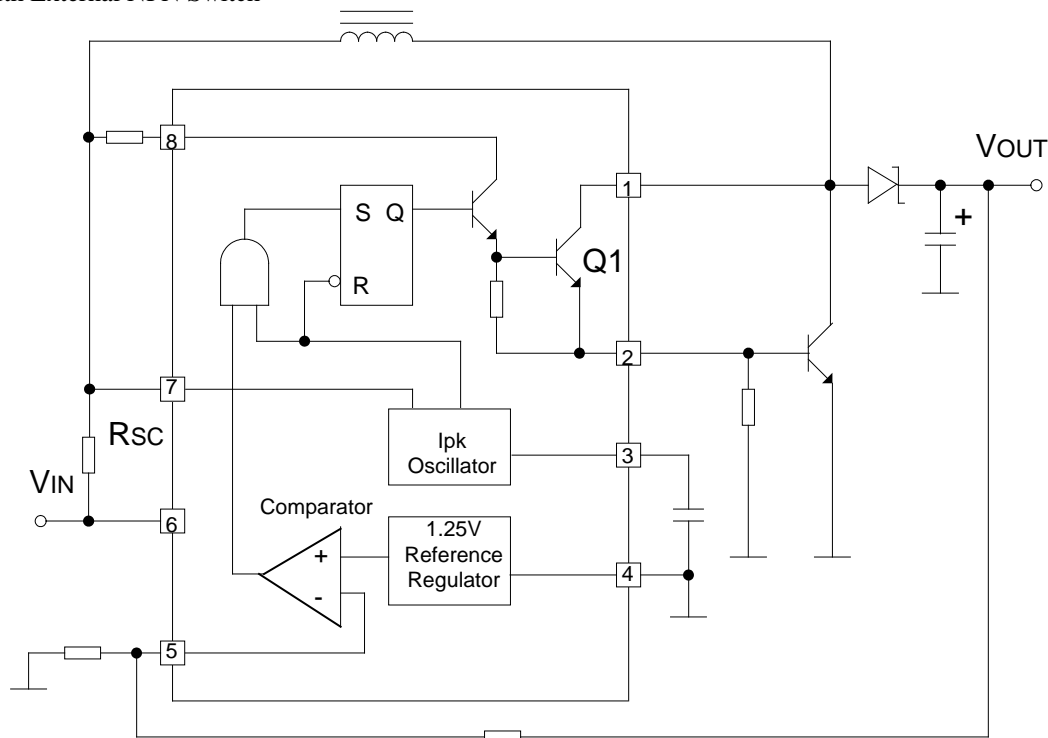 8
VOUT
1
S Q
Q1
R
2
7
RSC
Ipk
Oscillator
3
VIN
Comparator
6
1.25V
Reference
Regulator
+
-
4
5
+